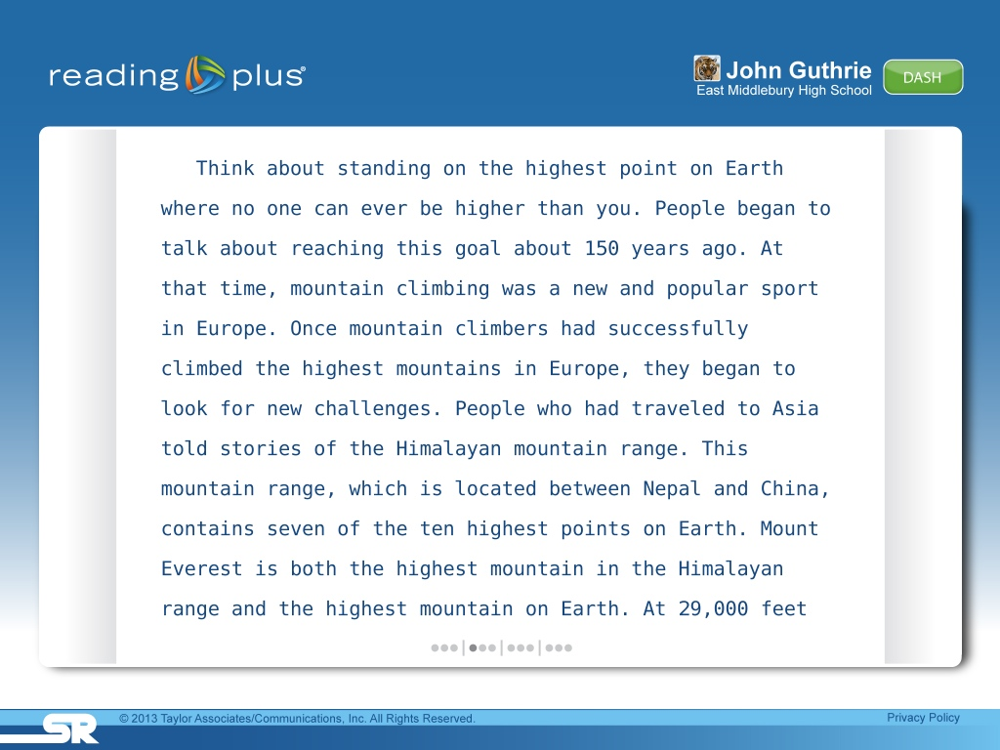 reading plus®
John Guthrie
East Middlebury High School
DASH
Think about standing on the highest point on Earth
where no one can ever be higher than you. People began to
talk about reaching this goal about 150 years ago. At
that time, mountain climbing was a new and popular sport
in Europe. Once mountain climbers had successfully
climbed the highest mountains in Europe, they began to
look for new challenges. People who had traveled to Asia
told stories of the Himalayan mountain range. This
mountain range, which is located between Nepal and China,
contains seven of the ten highest points on Earth. Mount
Everest is both the highest mountain in the Himalayan
range and the highest mountain on Earth. At 29,000 feet
SR
© 2013 Taylor Associates/Communications, Inc. All Rights Reserved.
Privacy Policy